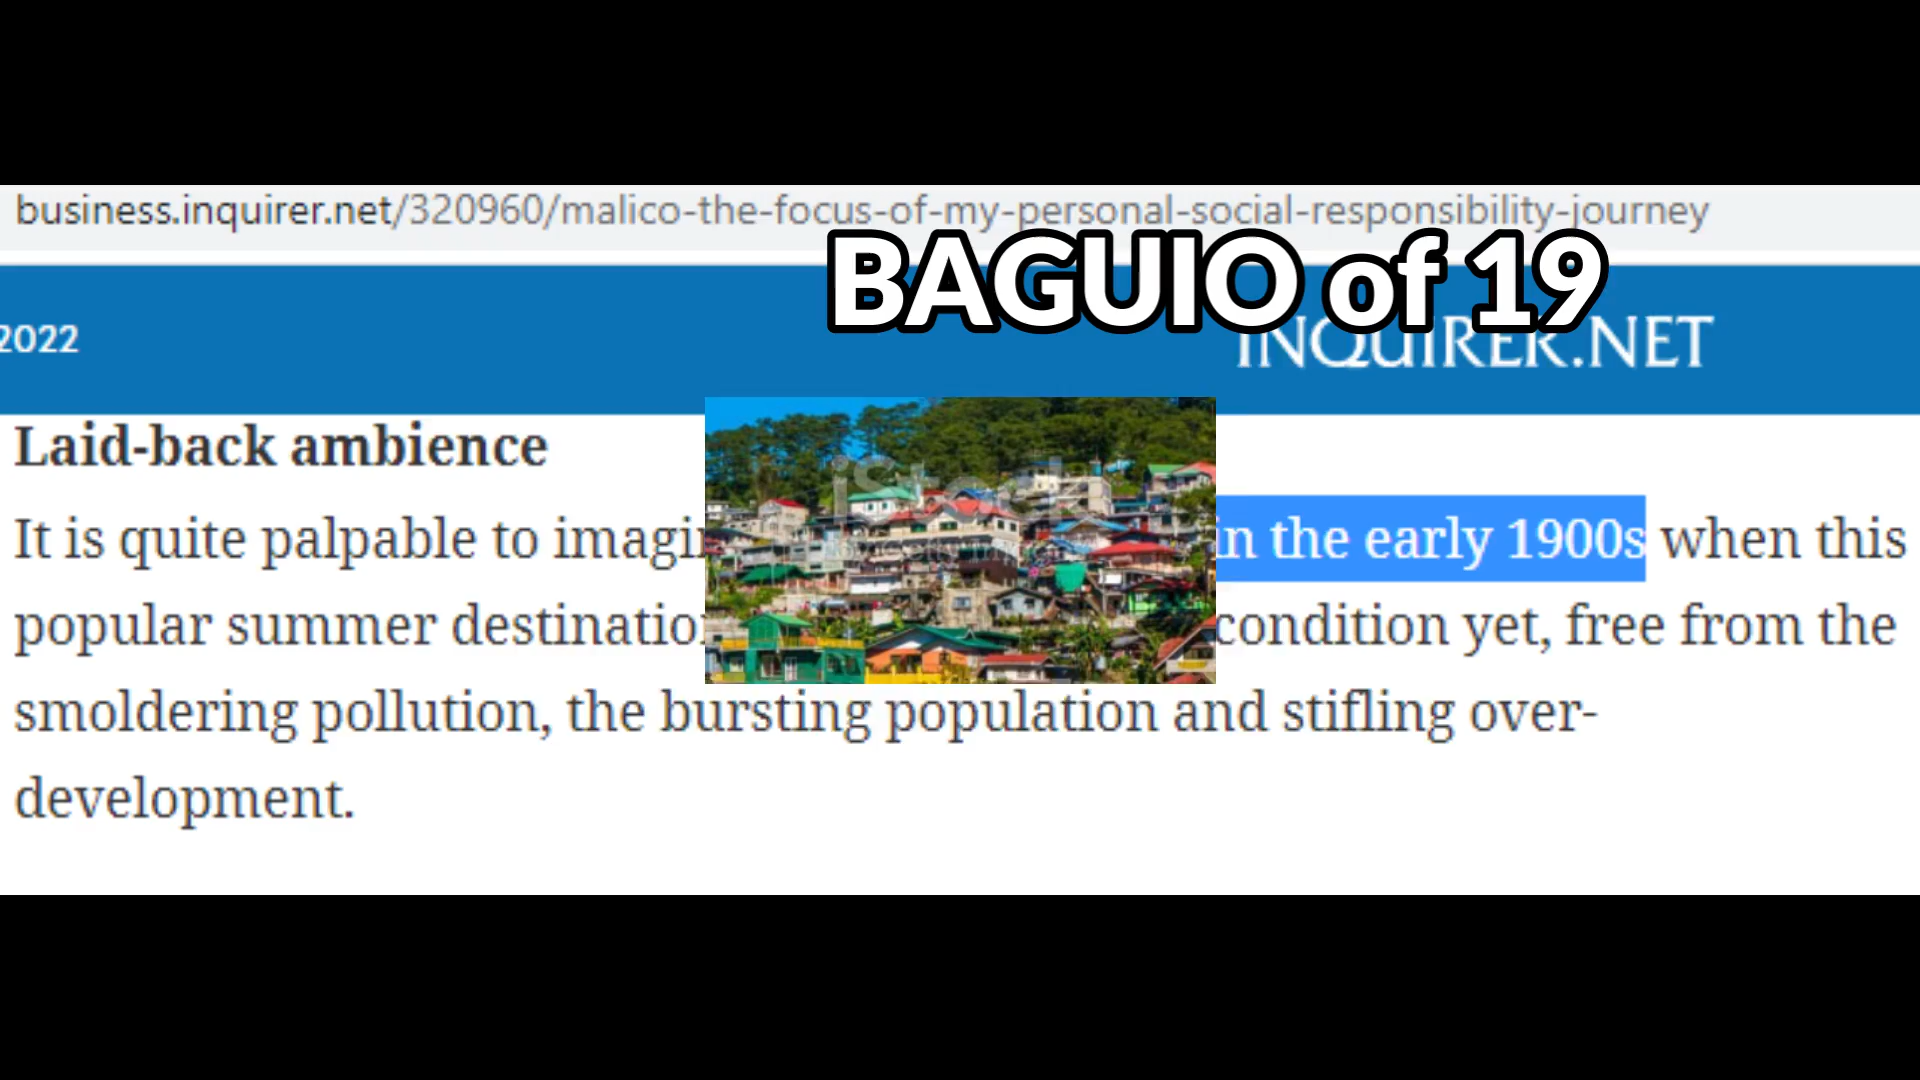 business.inquirer.net/320960/malico-the-focus-of-my-personal-social-responsibility-journey
BAGUIO of 19
2022
INQUIRER.NET
Laid-back ambience
iStock
It is quite palpable to in the early 1900s when this
popular summer condition yet, free from the
smoldering pollution, the bursting population and stifling over-
development.